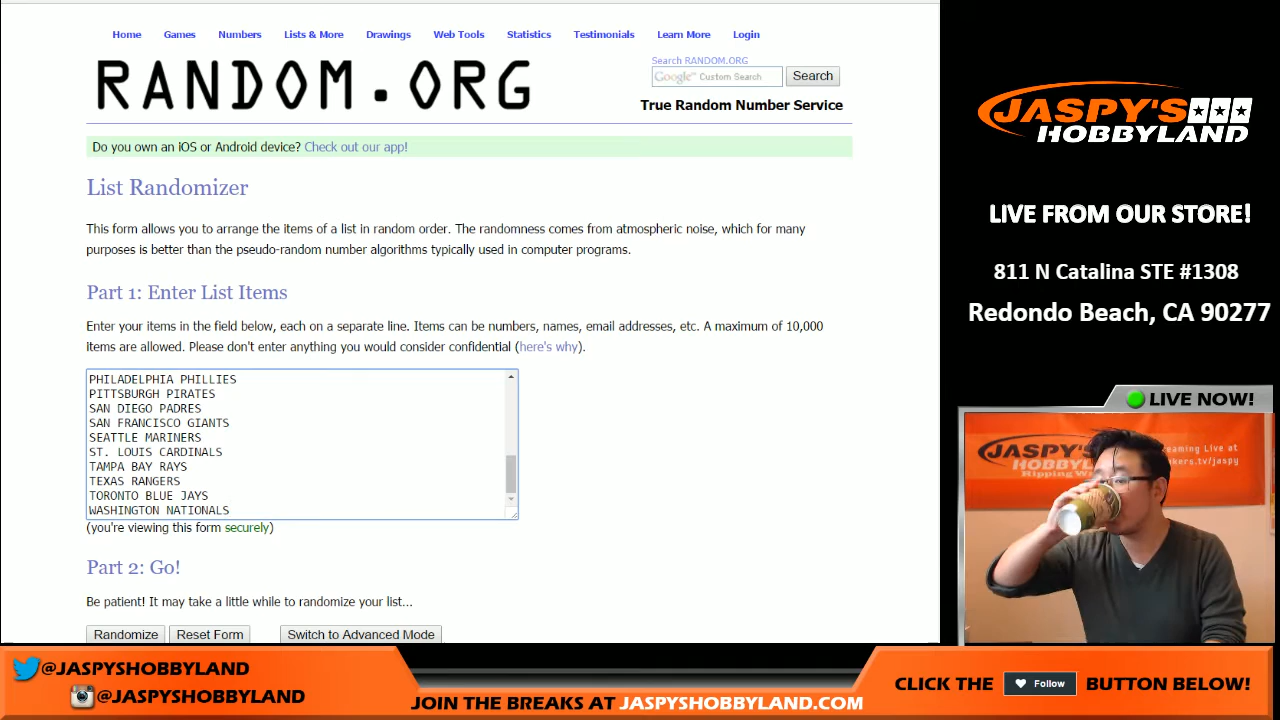 Home Games Numbers Lists & More Drawings Web Tools Statistics Testimonials Learn More Login
RANDOM.ORG
Search RANDOM.ORG
Google™ Custom Search Search
True Random Number Service
Do you own an iOS or Android device? Check out our app!
List Randomizer
This form allows you to arrange the items of a list in random order. The randomness comes from atmospheric noise, which for many
purposes is better than the pseudo-random number algorithms typically used in computer programs.
Part 1: Enter List Items
Enter your items in the field below, each on a separate line. Items can be numbers, names, email addresses, etc. A maximum of 10,000
items are allowed. Please don't enter anything you would consider confidential (here's why).
PHILADELPHIA PHILLIES
PITTSBURGH PIRATES
SAN DIEGO PADRES
SAN FRANCISCO GIANTS
SEATTLE MARINERS
ST. LOUIS CARDINALS
TAMPA BAY RAYS
TEXAS RANGERS
TORONTO BLUE JAYS
WASHINGTON NATIONALS
(you're viewing this form securely)
Part 2: Go!
Be patient! It may take a little while to randomize your list...
Randomize Reset Form Switch to Advanced Mode
JASPY'S
HOBBYLAND
LIVE FROM OUR STORE!
811 N Catalina STE #1308
Redondo Beach, CA 90277
LIVE NOW!
JASPY'S
HOBBYLAND
Ripping
Live at
kers.tv/jaspy
@JASPYSHOBBYLAND
@JASPYSHOBBYLAND
JOIN THE BREAKS AT JASPYSHOBBYLAND.COM
CLICK THE Follow BUTTON BELOW!